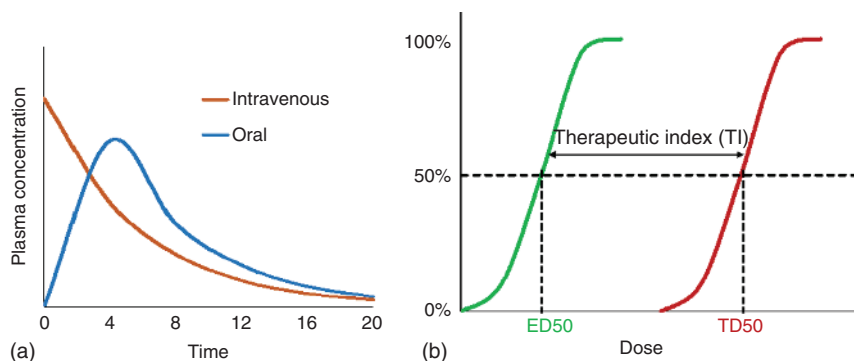 Plasma concentration
Intravenous
Oral
0
4
8
12
16
20
(a)
Time
100%
Therapeutic index (TI)
50%
0%
ED50
TD50
(b)
Dose